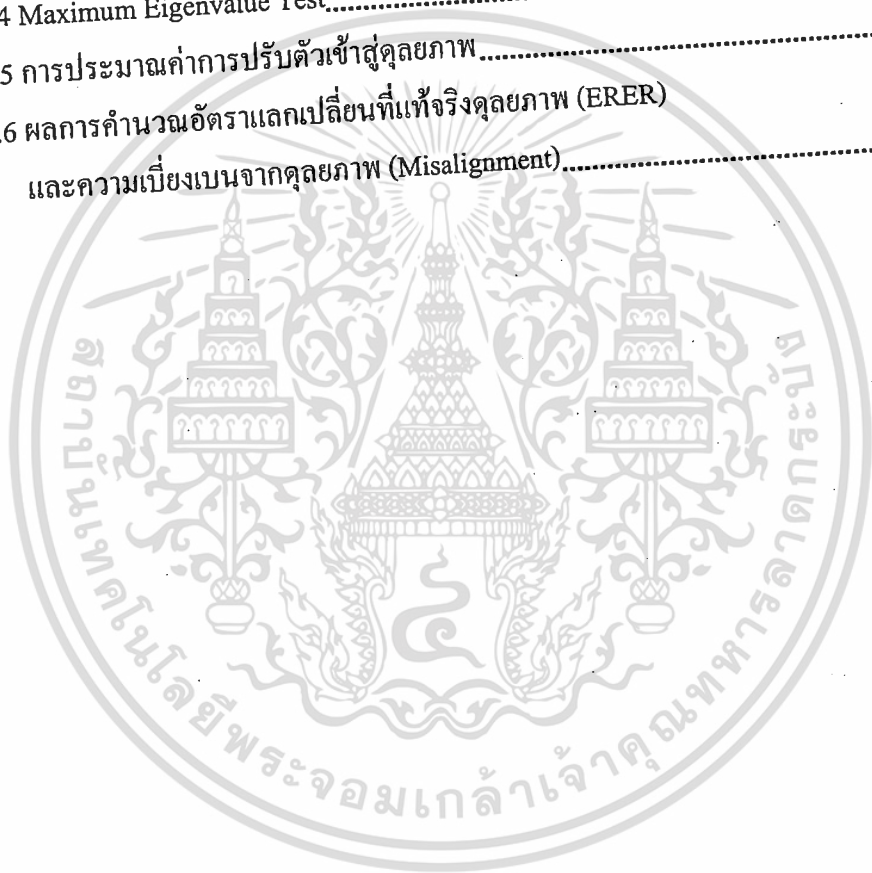 4 Maximum Eigenvalue Test
5 การประมาณค่าการปรับตัวเข้าสู่ดุลยภาพ
.6 ผลการคำนวณอัตราแลกเปลี่ยนที่แท้จริงดุลยภาพ (ERER)
และความเบี่ยงเบนจากดุลยภาพ (Misalignment)
สถาบันเทคโนโลยีพระจอมเกล้าเจ้าคุณทหารลาดกระบัง
๔